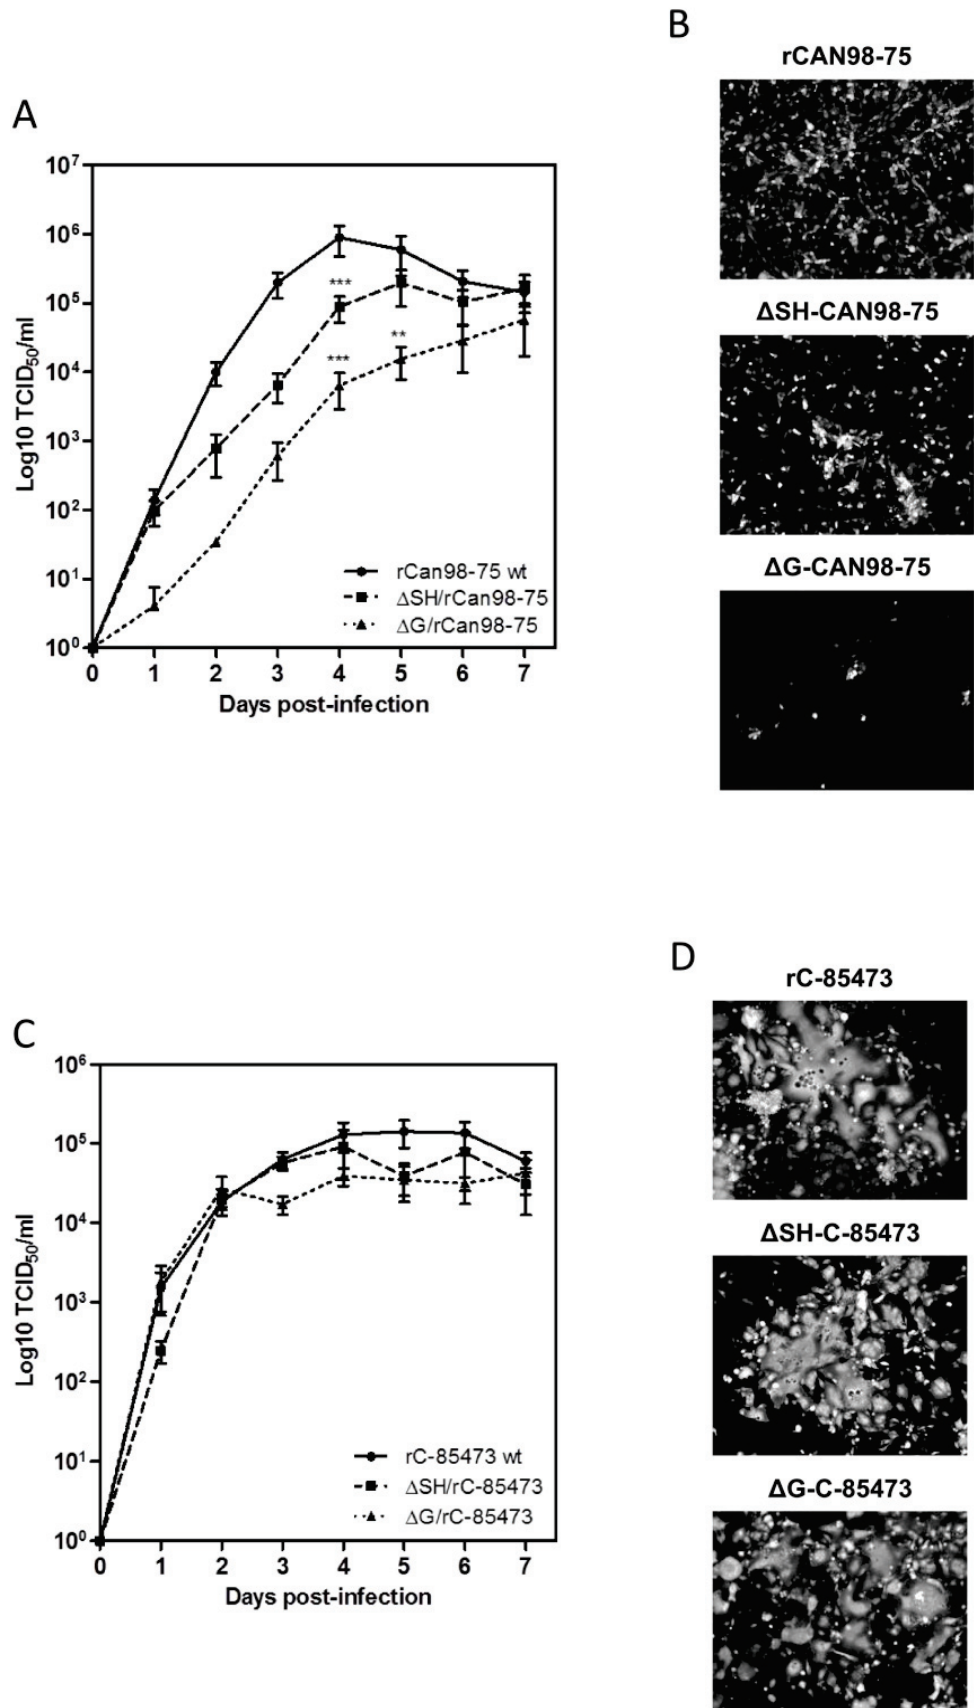 A
10⁷
10⁶
10⁵
10⁴
10³
10²
10¹
10⁰
Log10 TCID₅₀/ml
***
***
**
rCan98-75 wt
ΔSH/rCan98-75
ΔG/rCan98-75
0 1 2 3 4 5 6 7
Days post-infection
B
rCAN98-75
ΔSH-CAN98-75
ΔG-CAN98-75
C
10⁶
10⁵
10⁴
10³
10²
10¹
10⁰
Log10 TCID₅₀/ml
rC-85473 wt
ΔSH/rC-85473
ΔG/rC-85473
0 1 2 3 4 5 6 7
Days post-infection
D
rC-85473
ΔSH-C-85473
ΔG-C-85473